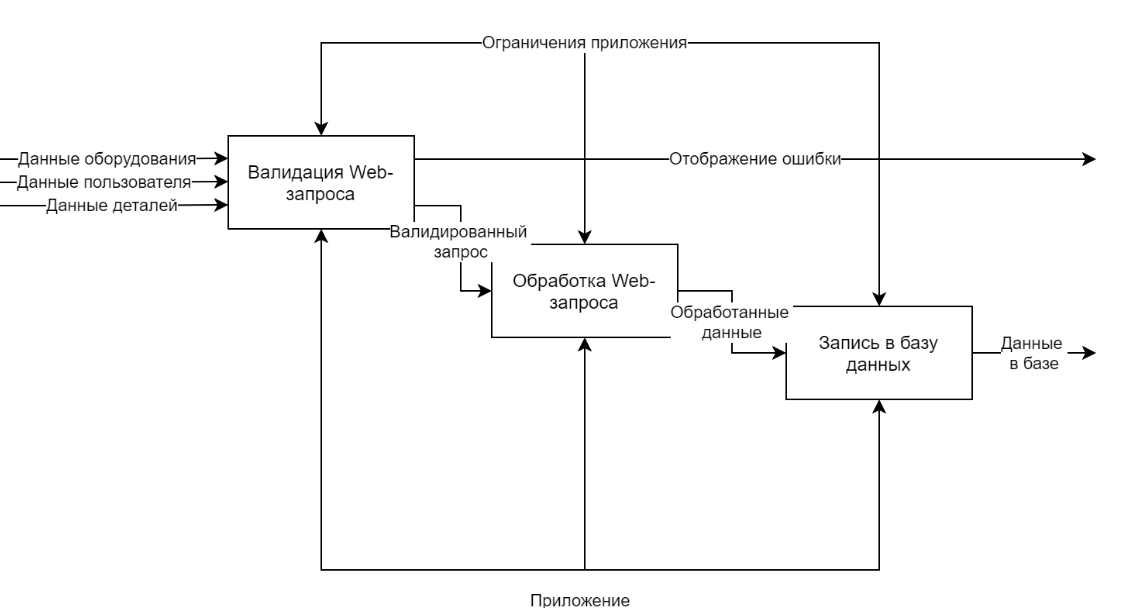 Ограничения приложения
Данные оборудования
Данные пользователя
Данные деталей
Валидация Web-
запроса
Отображение ошибки
Валидированный
запрос
Обработка Web-
запроса
Обработанные
данные
Запись в базу
данных
Данные
в базе
Приложение